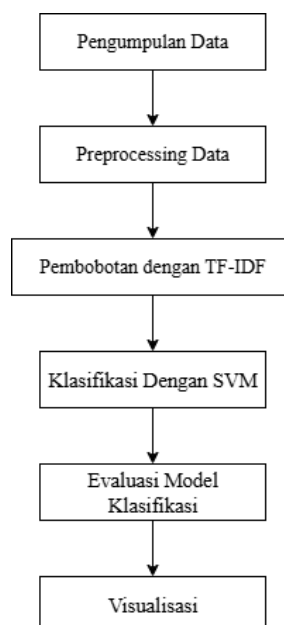 Pengumpulan Data
Preprocessing Data
Pembobotan dengan TF-IDF
Klasifikasi Dengan SVM
Evaluasi Model
Klasifikasi
Visualisasi